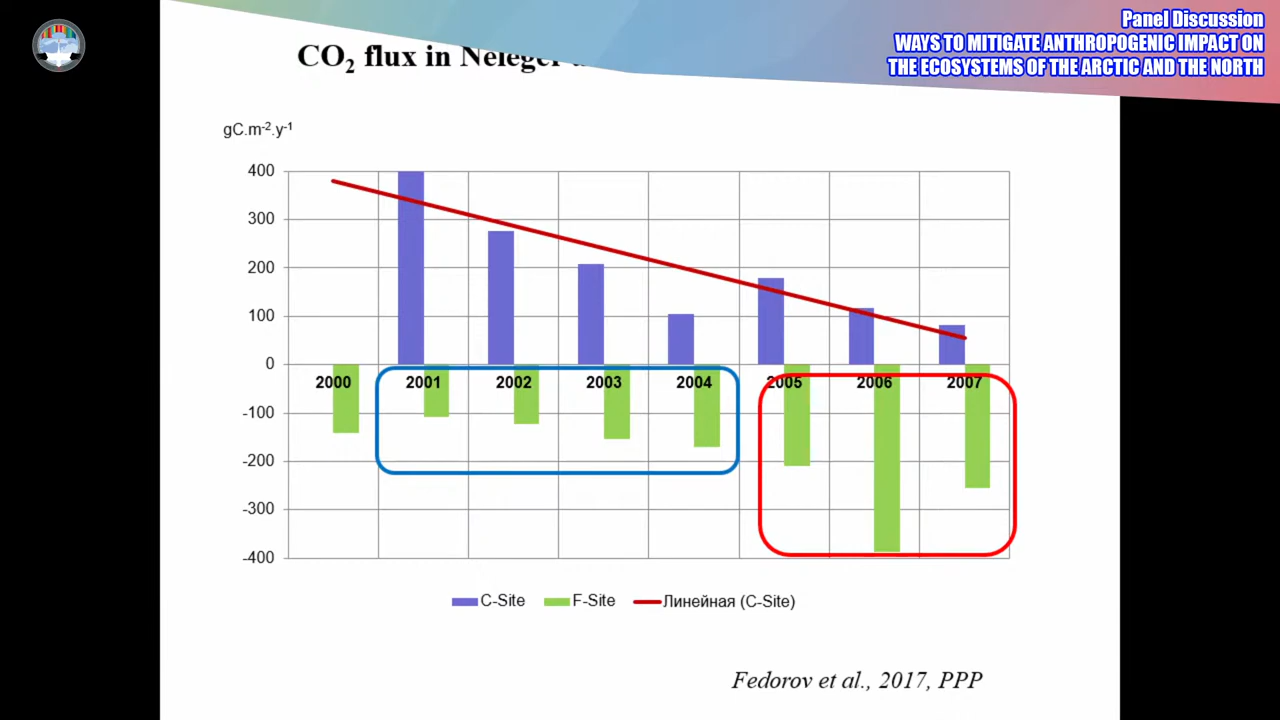 Panel Discussion
WAYS TO MITIGATE ANTHROPOGENIC IMPACT ON
THE ECOSYSTEMS OF THE ARCTIC AND THE NORTH
CO2 flux in Neleger
gC.m-2.y-1
400
300
200
100
0
-100
-200
-300
-400
2000 2001 2002 2003 2004 2005 2006 2007
C-Site F-Site Линейная (C-Site)
Fedorov et al., 2017, PPP